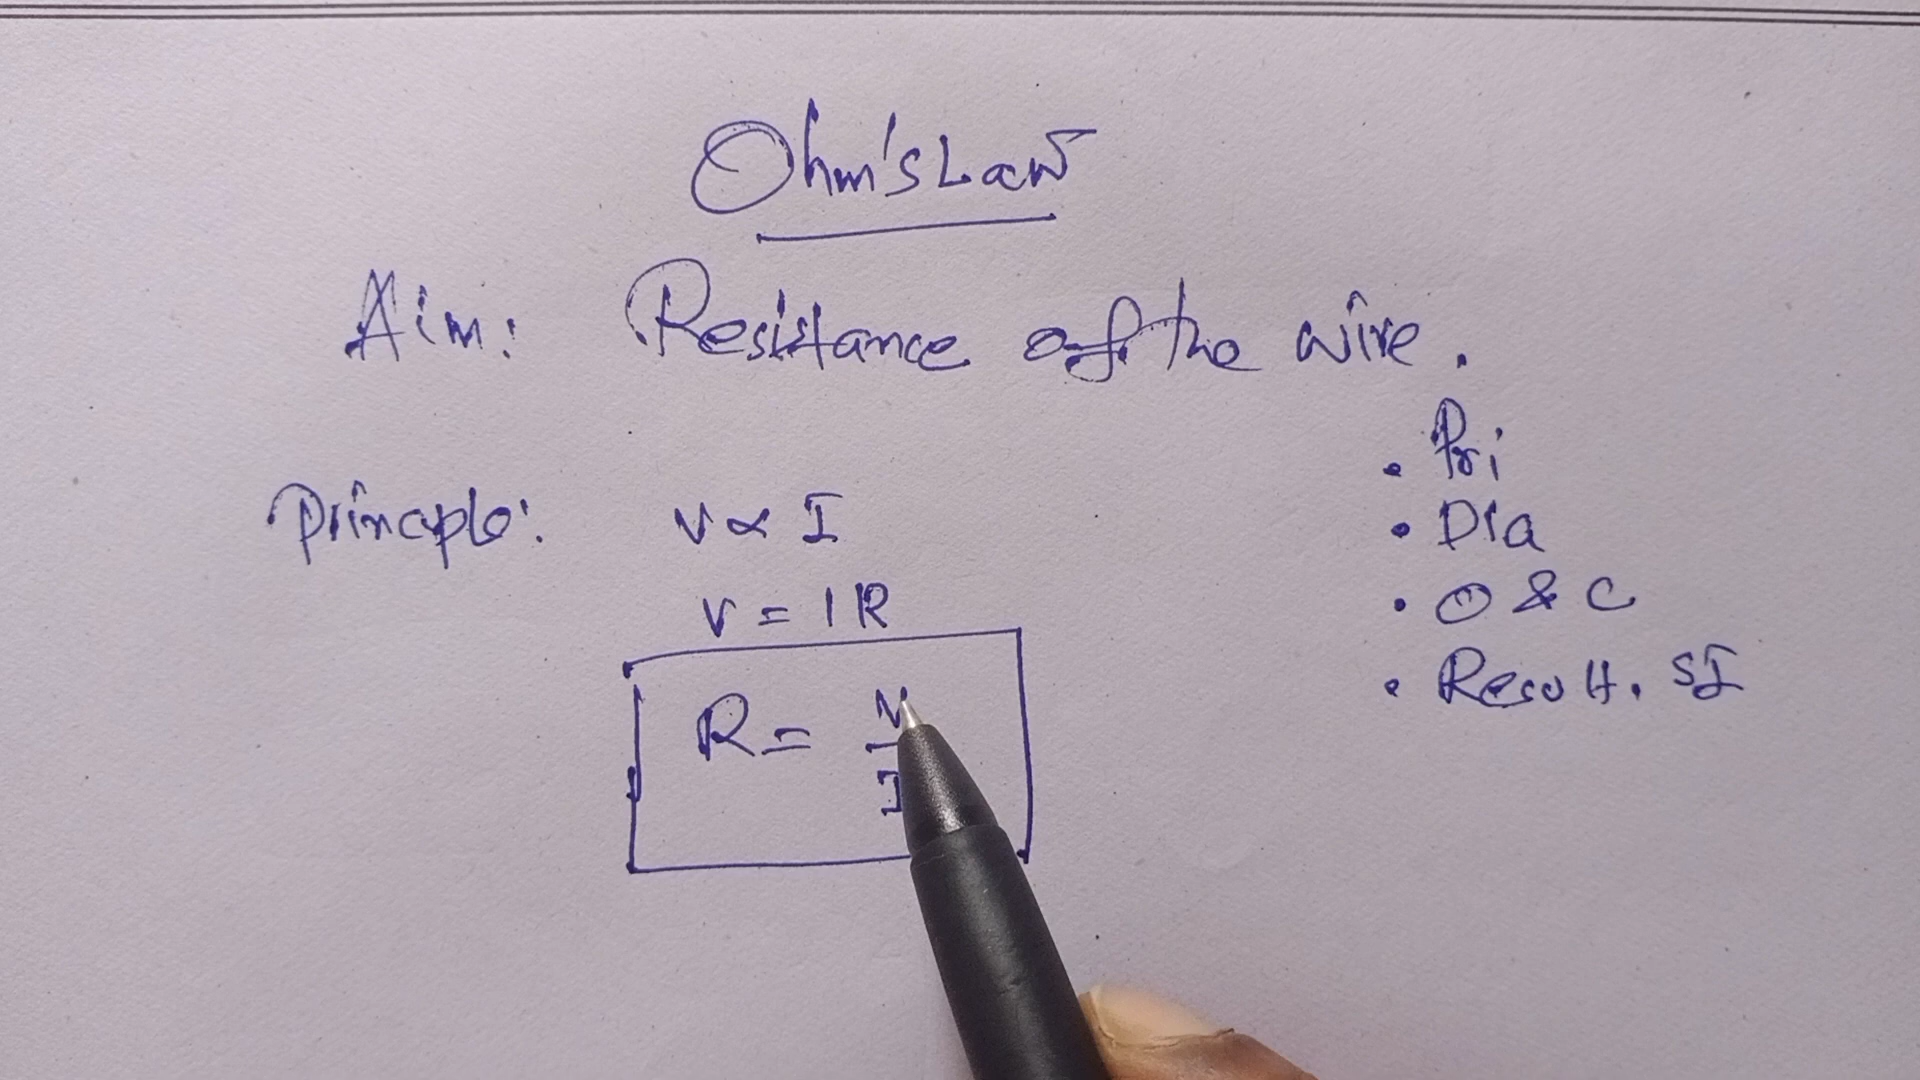 Ohm's Law
Aim: Resistance of the wire.
Principle: V ∝ I
V = IR
R = V/I
• Pri
• Dia
• O & C
• Result. SI